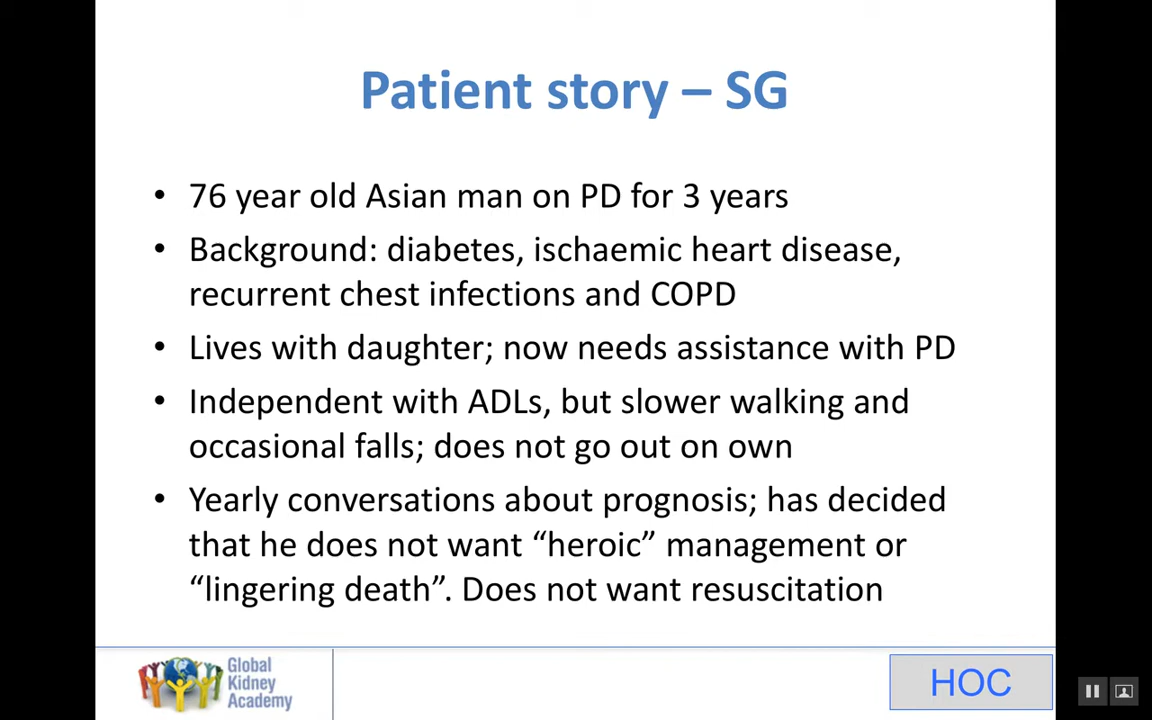 Patient story – SG
• 76 year old Asian man on PD for 3 years
• Background: diabetes, ischaemic heart disease,
recurrent chest infections and COPD
• Lives with daughter; now needs assistance with PD
• Independent with ADLs, but slower walking and
occasional falls; does not go out on own
• Yearly conversations about prognosis; has decided
that he does not want “heroic” management or
“lingering death”. Does not want resuscitation
Global
Kidney
Academy
HOC